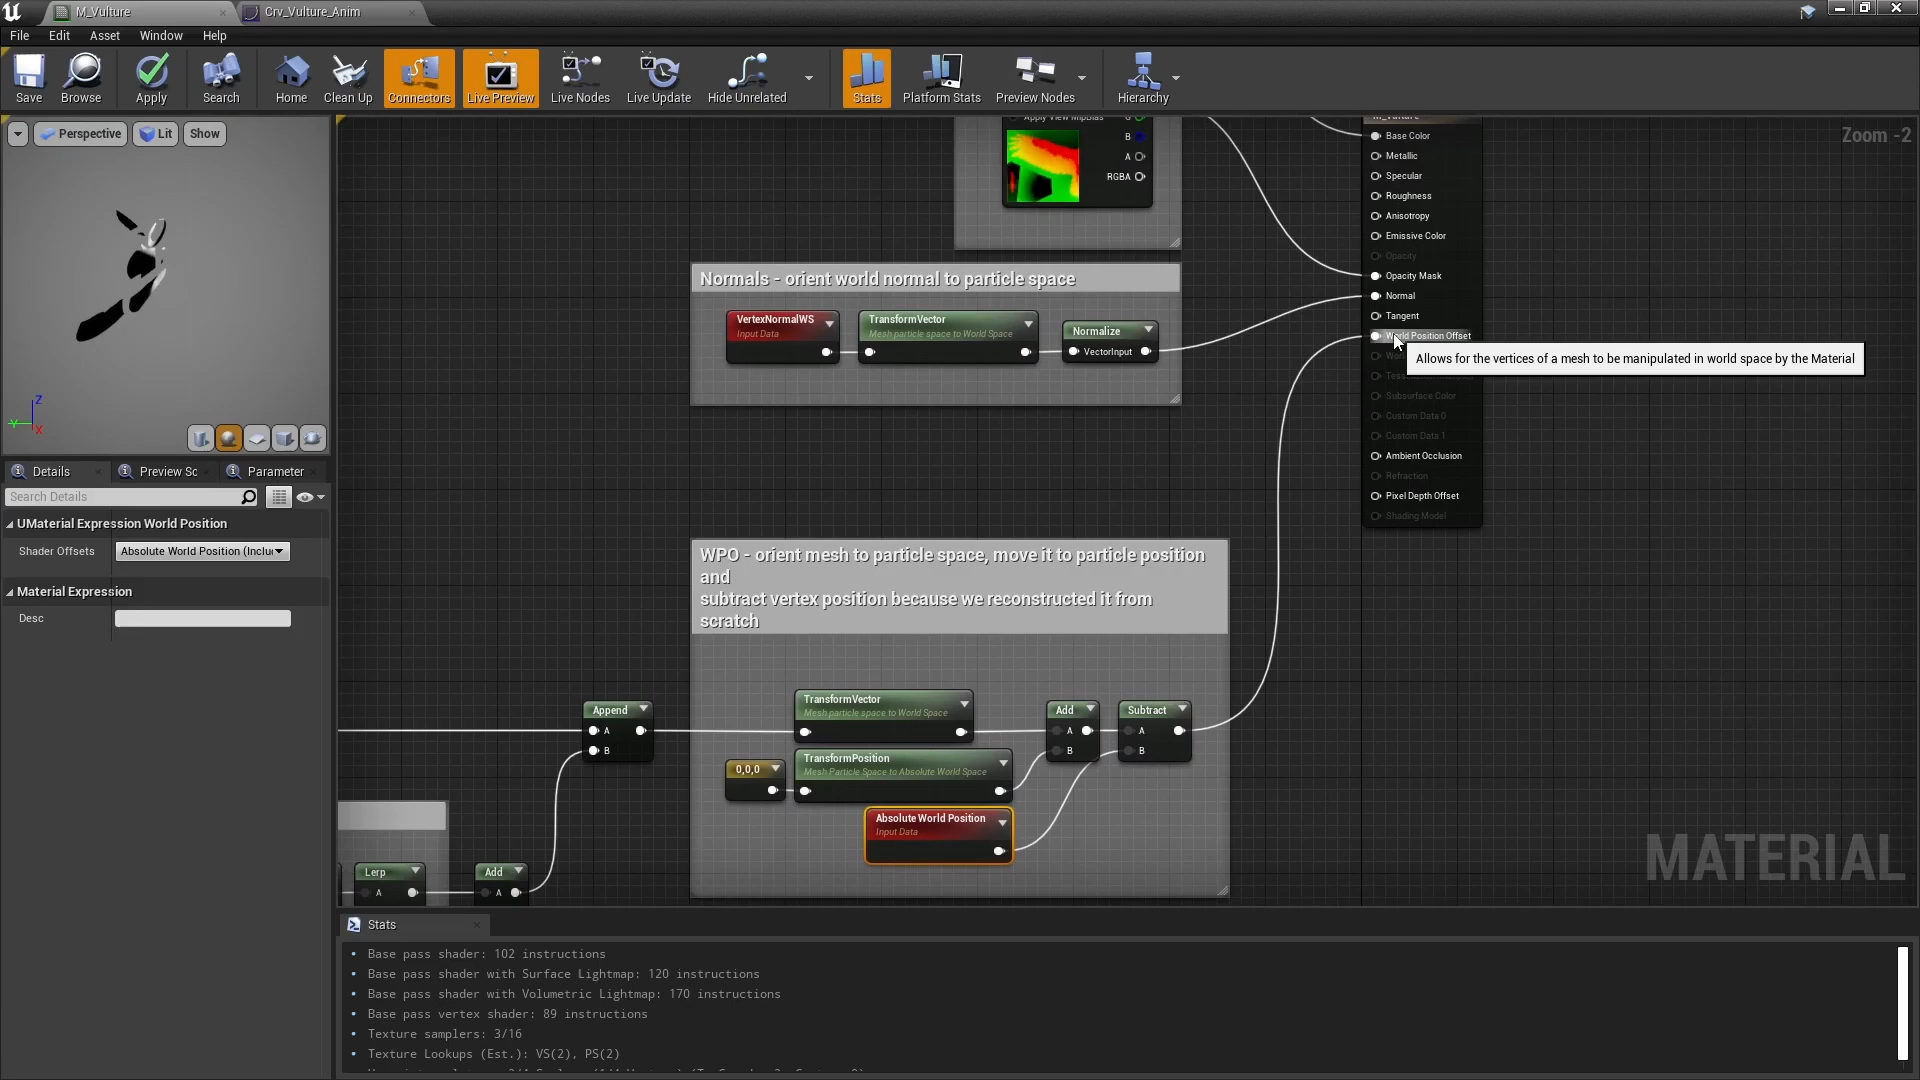 M_Vulture
Crv_Vulture_Anim
File Edit Asset Window Help
Save Browse Apply Search Home Clean Up Connectors Live Preview Live Nodes Live Update Hide Unrelated Stats Platform Stats Preview Nodes Hierarchy
Perspective Lit Show
Zoom -2
Z
Y
X
Details Preview Sc Parameter
Search Details
UMaterial Expression World Position
Shader Offsets Absolute World Position (Inclu
Material Expression
Desc
Apply View MipBias
B
A
RGBA
M_Vulture
Base Color
Metallic
Specular
Roughness
Anisotropy
Emissive Color
Opacity
Opacity Mask
Normal
Tangent
World Position Offset
Allows for the vertices of a mesh to be manipulated in world space by the Material
Subsurface Color
Custom Data 0
Custom Data 1
Ambient Occlusion
Refraction
Pixel Depth Offset
Shading Model
Normals - orient world normal to particle space
VertexNormalWS
Input Data
TransformVector
Mesh particle space to World Space
Normalize
VectorInput
WPO - orient mesh to particle space, move it to particle position
and
subtract vertex position because we reconstructed it from
scratch
Append
A
B
TransformVector
Mesh particle space to World Space
0,0,0
TransformPosition
Mesh Particle Space to Absolute World Space
Absolute World Position
Input Data
Add
A
B
Subtract
A
B
Lerp
A
Add
A
MATERIAL
Stats
Base pass shader: 102 instructions
Base pass shader with Surface Lightmap: 120 instructions
Base pass shader with Volumetric Lightmap: 170 instructions
Base pass vertex shader: 89 instructions
Texture samplers: 3/16
Texture Lookups (Est.): VS(2), PS(2)